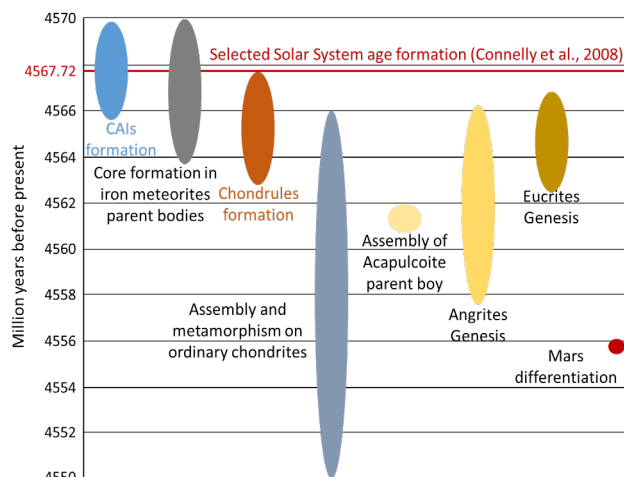 4570
Selected Solar System age formation (Connelly et al., 2008)
4567.72
4566
CAIs
formation
Core formation in
iron meteorites
parent bodies
Chondrules
formation
4564
Eucrites
Genesis
4562
Assembly of
Acapulcoite
parent boy
4560
Million years before present
4558
Assembly and
metamorphism on
ordinary chondrites
Angrites
Genesis
4556
Mars
differentiation
4554
4552
4550